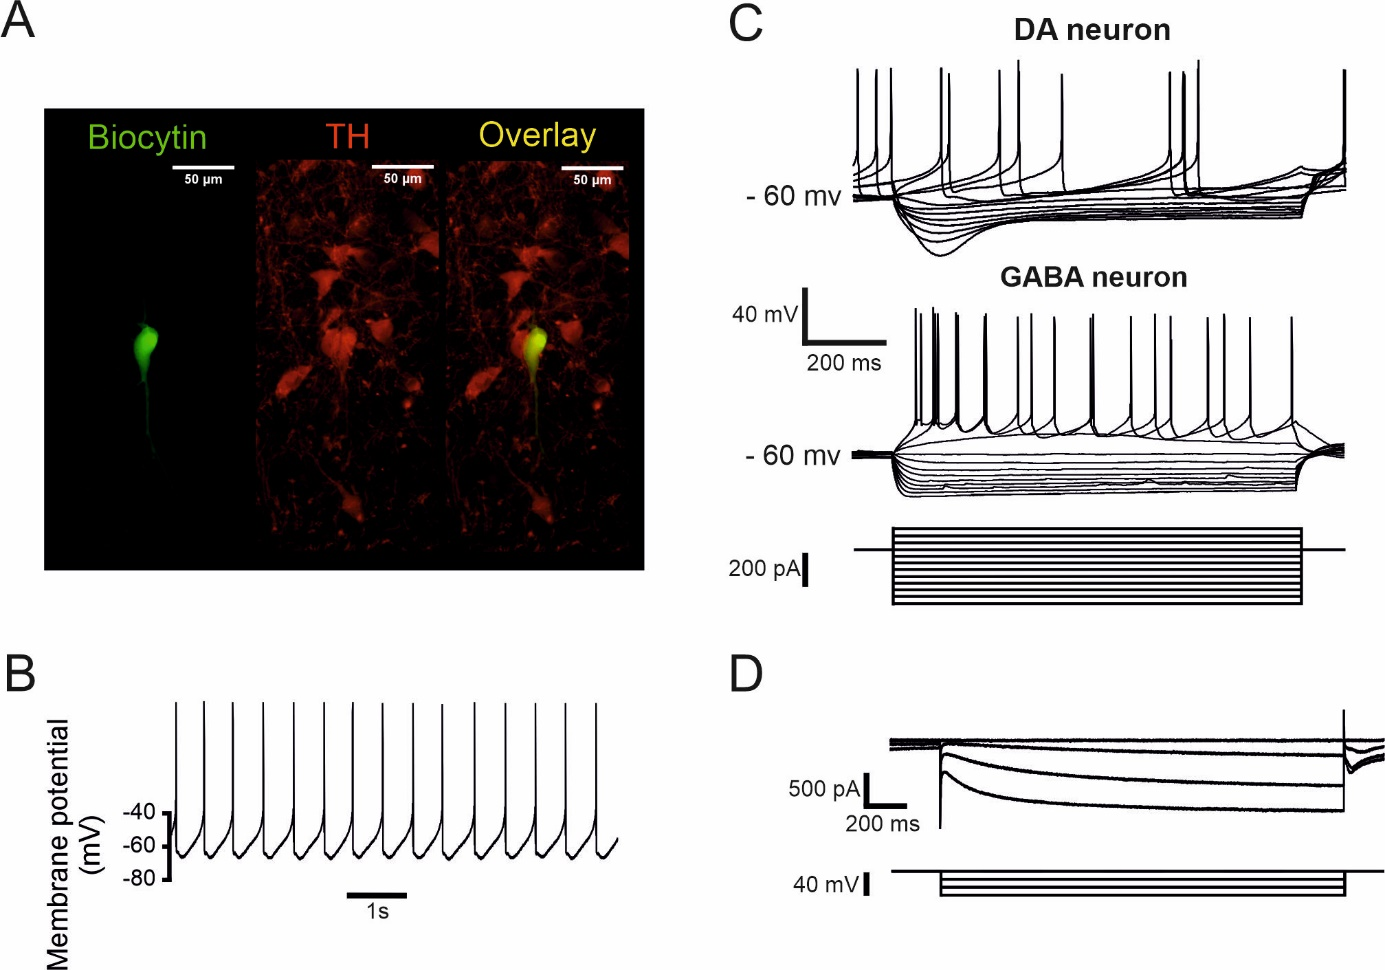 A
Biocytin
TH
Overlay
50 µm
50 µm
50 µm
B
Membrane potential
(mV)
-40
-60
-80
1s
C
DA neuron
- 60 mv
GABA neuron
40 mV
200 ms
- 60 mv
200 pA
D
500 pA
200 ms
40 mV